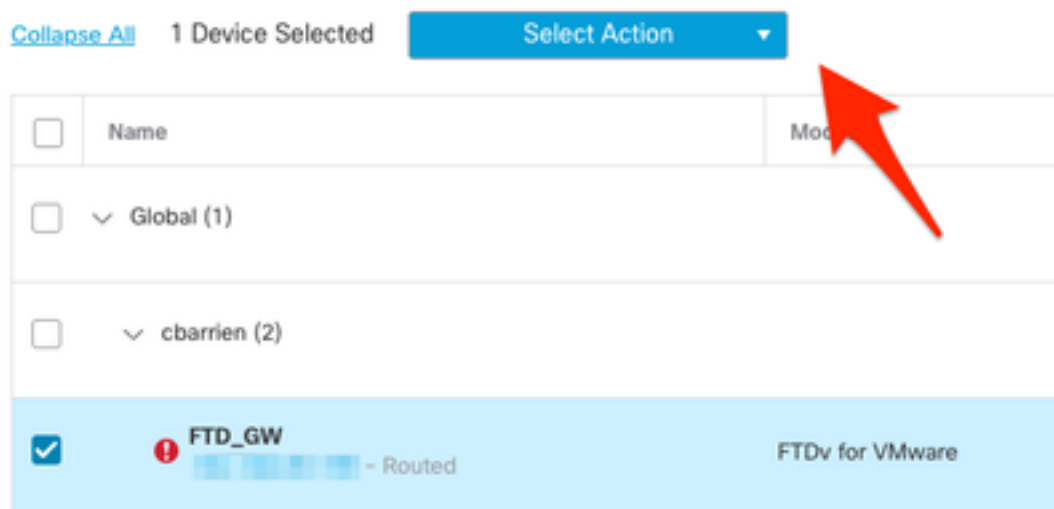 Collapse All 1 Device Selected Select Action
Name
Global (1)
cbarrien (2)
FTD_GW
- Routed
FTDv for VMware